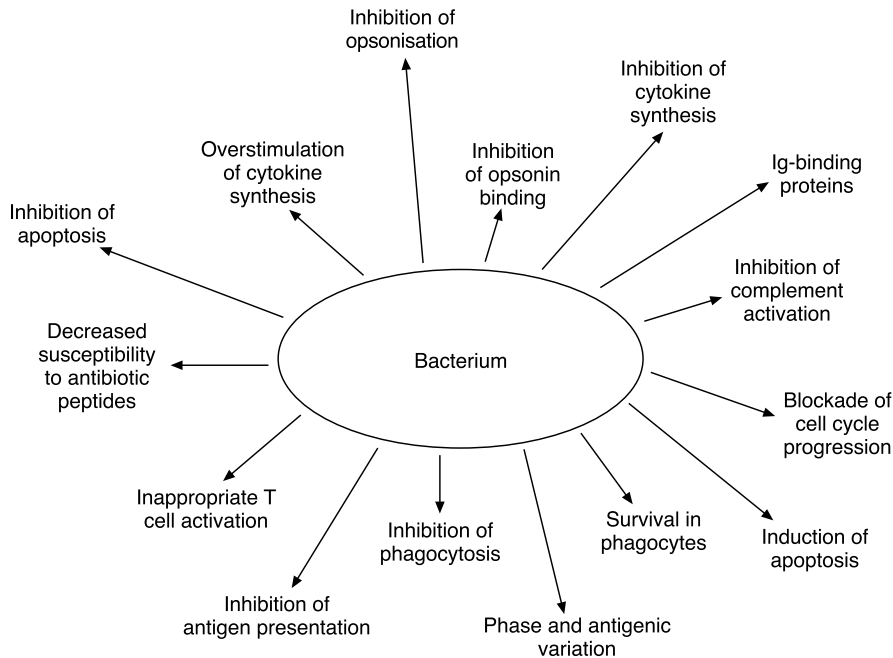 Inhibition of
opsonisation
Inhibition of
cytokine
synthesis
Overstimulation
of cytokine
synthesis
Inhibition
of opsonin
binding
Ig-binding
proteins
Inhibition of
apoptosis
Inhibition of
complement
activation
Decreased
susceptibility
to antibiotic
peptides
Bacterium
Blockade of
cell cycle
progression
Inappropriate T
cell activation
Inhibition of
phagocytosis
Survival in
phagocytes
Induction of
apoptosis
Inhibition of
antigen presentation
Phase and antigenic
variation